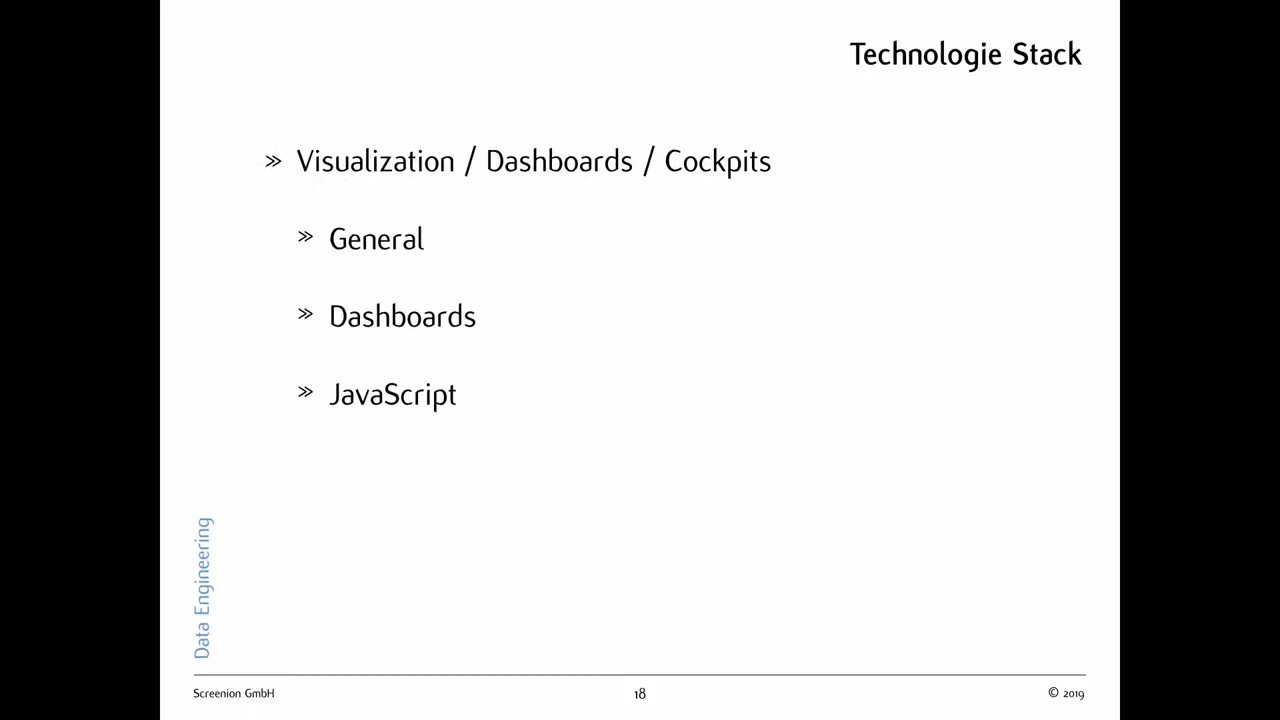 Technologie Stack
» Visualization / Dashboards / Cockpits
» General
» Dashboards
» JavaScript
Data Engineering
Screenion GmbH
18
© 2019